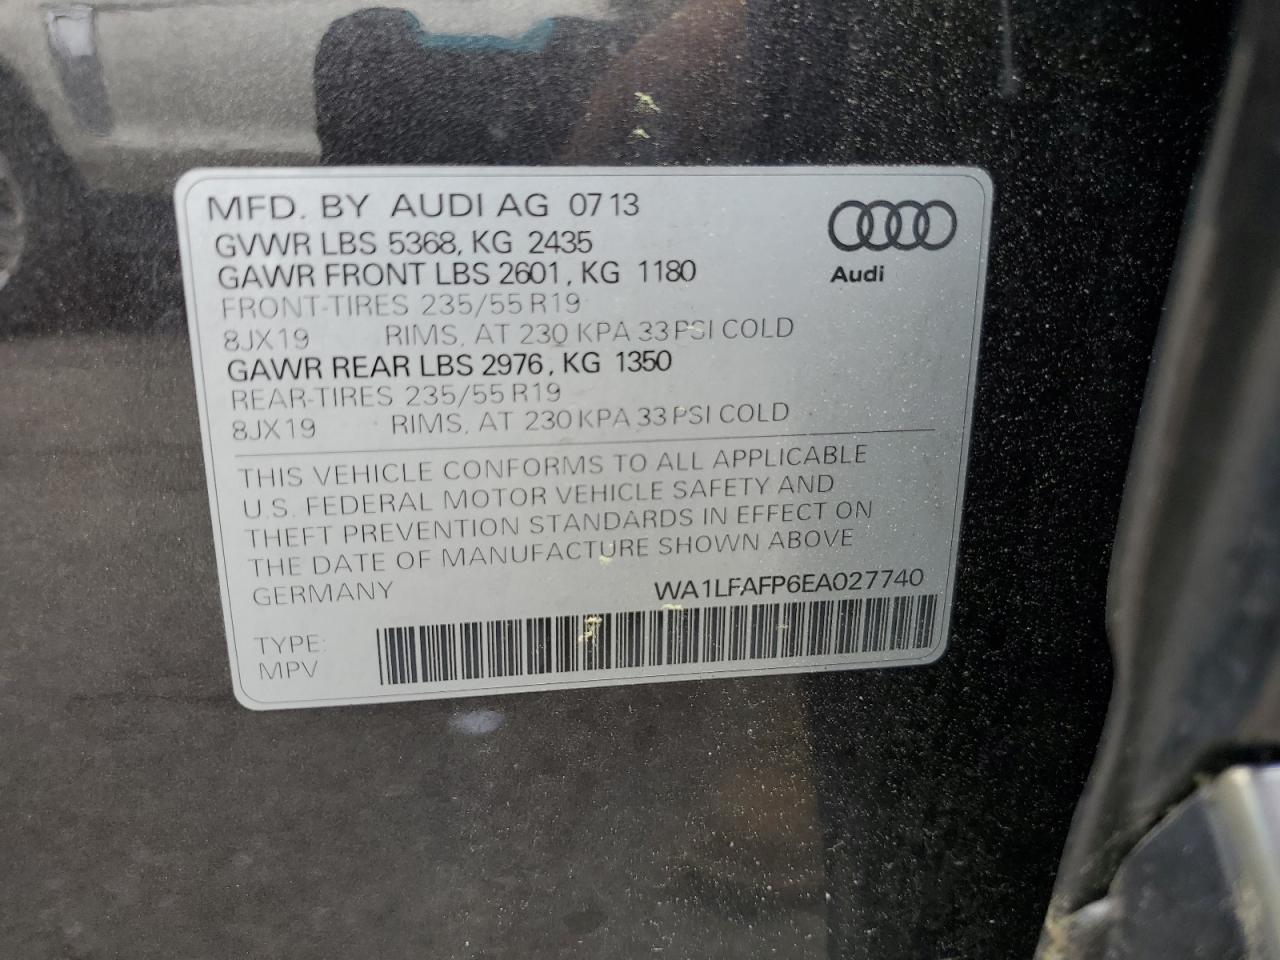 MFD. BY AUDI AG 0713
GVWR LBS 5368, KG 2435
GAWR FRONT LBS 2601, KG 1180
FRONT-TIRES 235/55 R19
8JX19 RIMS, AT 230 KPA 33 PSI COLD
GAWR REAR LBS 2976, KG 1350
REAR-TIRES 235/55 R19
8JX19 RIMS, AT 230 KPA 33 PSI COLD
Audi
THIS VEHICLE CONFORMS TO ALL APPLICABLE
U.S. FEDERAL MOTOR VEHICLE SAFETY AND
THEFT PREVENTION STANDARDS IN EFFECT ON
THE DATE OF MANUFACTURE SHOWN ABOVE
GERMANY WA1LFAFP6EA027740
TYPE:
MPV